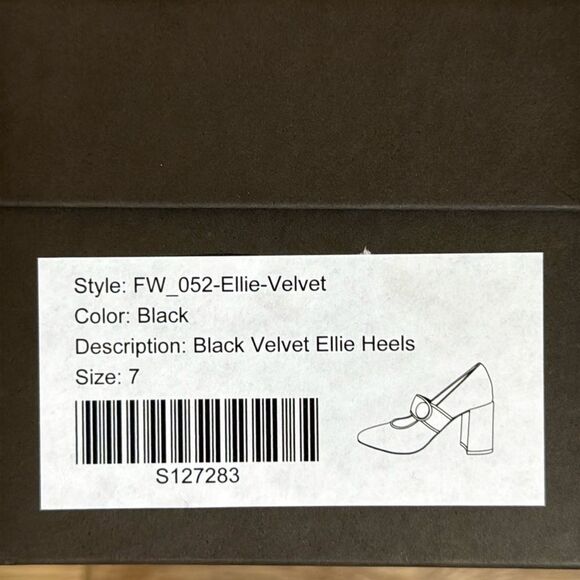 Style: FW_052-Ellie-Velvet
Color: Black
Description: Black Velvet Ellie Heels
Size: 7
S127283